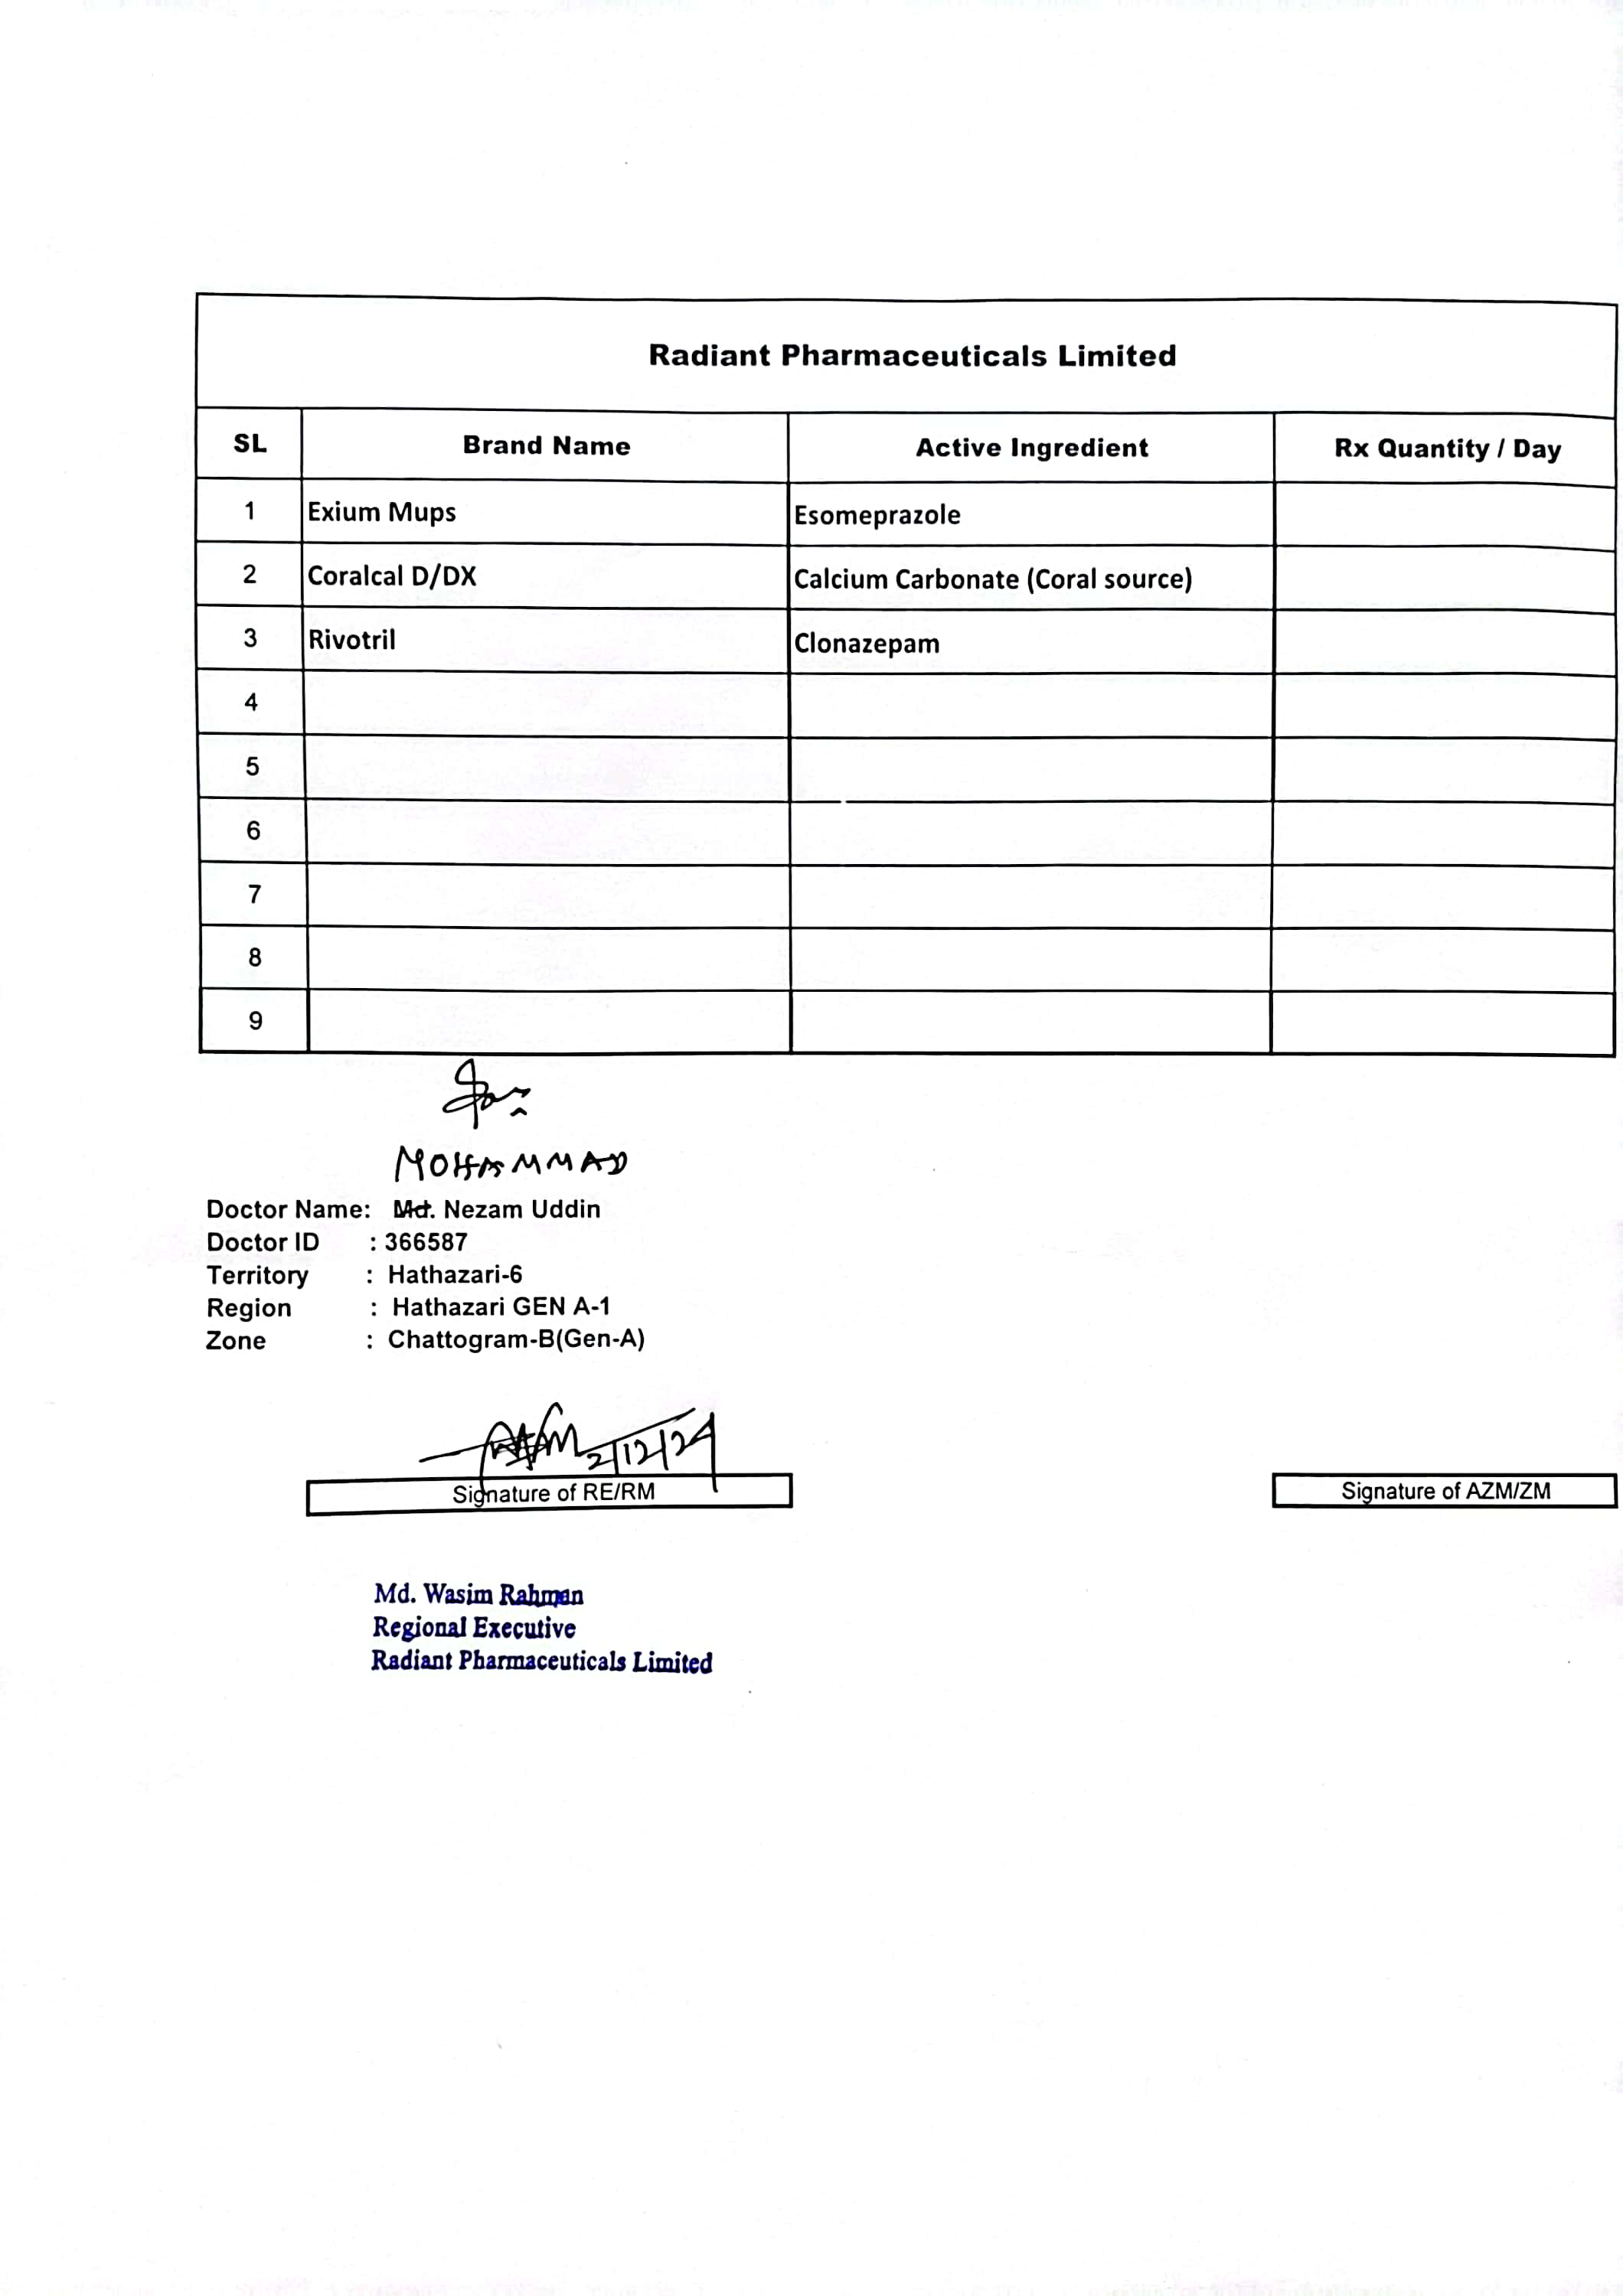 Radiant Pharmaceuticals Limited
SL Brand Name Active Ingredient Rx Quantity / Day
1 Exium Mups Esomeprazole
2 Coralcal D/DX Calcium Carbonate (Coral source)
3 Rivotril Clonazepam
4
5
6
7
8
9
MOHAMMAD
Doctor Name: Md. Nezam Uddin
Doctor ID : 366587
Territory : Hathazari-6
Region : Hathazari GEN A-1
Zone : Chattogram-B(Gen-A)
2/12/24
Signature of RE/RM Signature of AZM/ZM
Md. Wasim Rahman
Regional Executive
Radiant Pharmaceuticals Limited